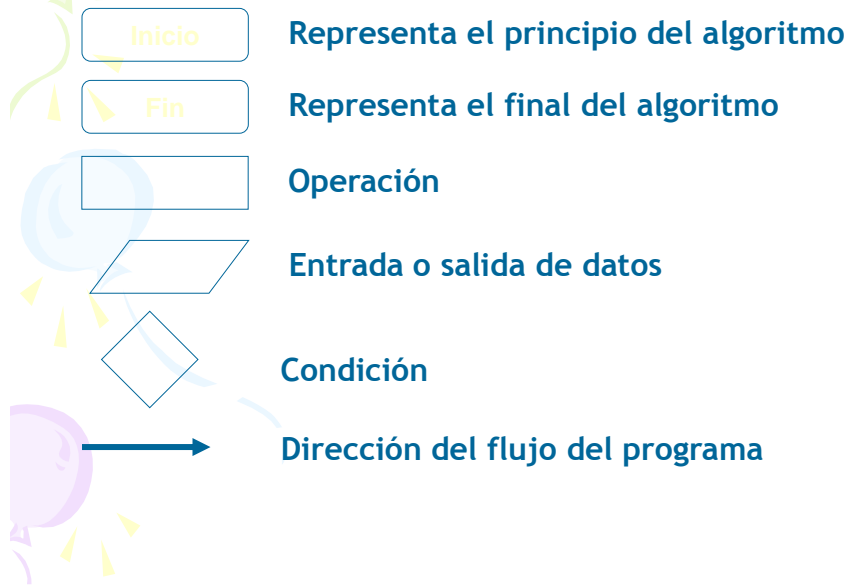 Inicio Representa el principio del algoritmo
Fin Representa el final del algoritmo
Operación
Entrada o salida de datos
Condición
Dirección del flujo del programa